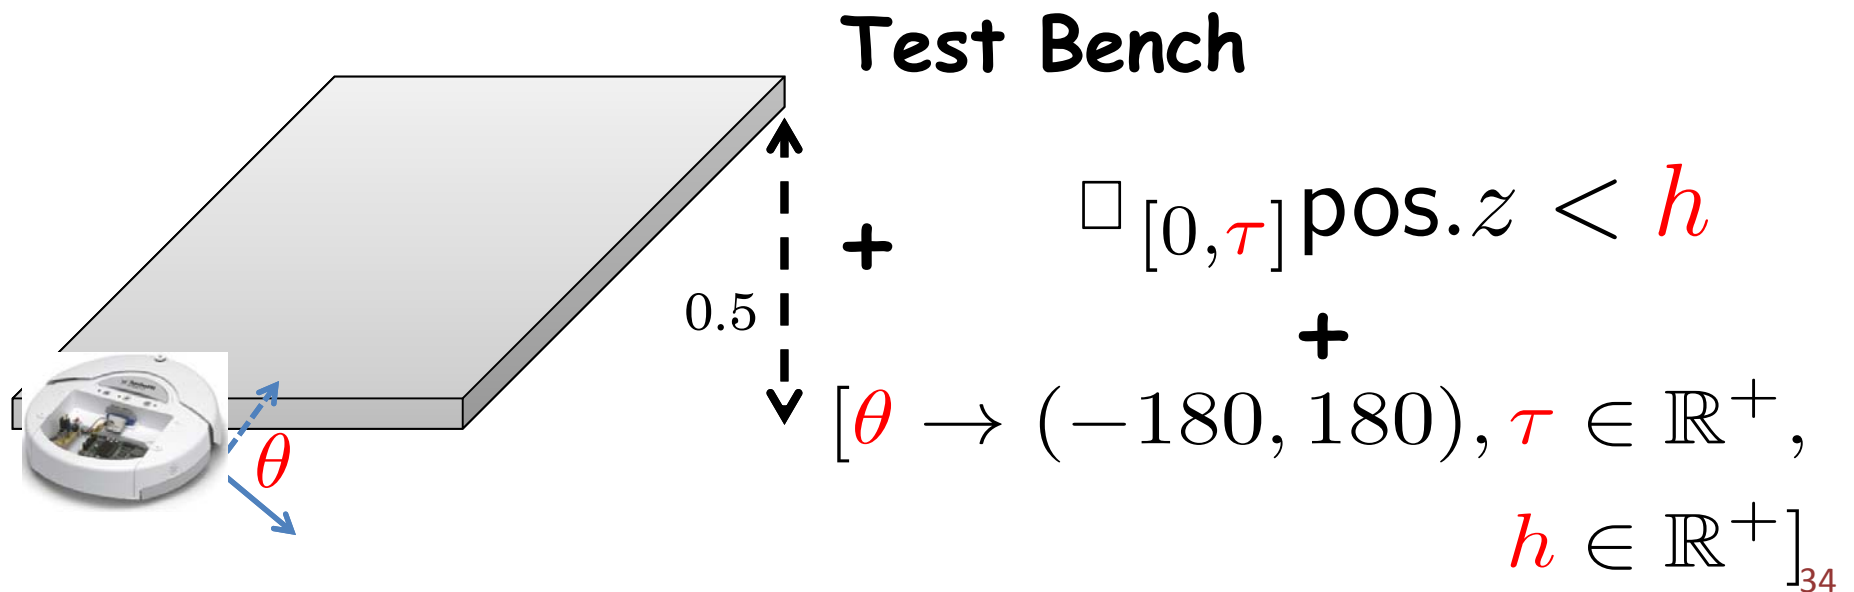 Test Bench
+
□[0,τ] pos.z < h
0.5
+
[θ → (−180, 180), τ ∈ ℝ⁺,
θ
h ∈ ℝ⁺]
34